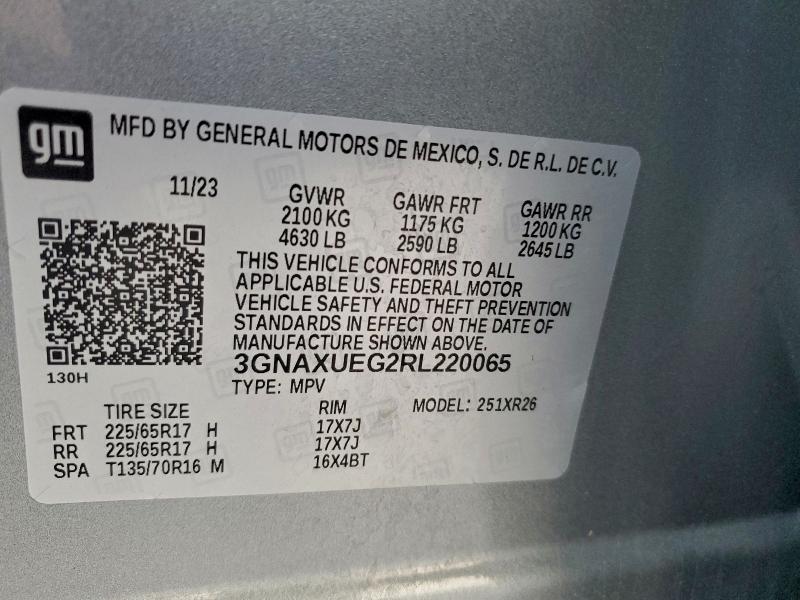 gm
MFD BY GENERAL MOTORS DE MEXICO, S. DE R.L. DE C.V.
11/23 GVWR GAWR FRT GAWR RR
2100 KG 1175 KG 1200 KG
4630 LB 2590 LB 2645 LB
THIS VEHICLE CONFORMS TO ALL
APPLICABLE U.S. FEDERAL MOTOR
VEHICLE SAFETY AND THEFT PREVENTION
STANDARDS IN EFFECT ON THE DATE OF
MANUFACTURE SHOWN ABOVE.
3GNAXUEG2RL220065
130H
TYPE: MPV
TIRE SIZE RIM MODEL: 251XR26
FRT 225/65R17 H 17X7J
RR 225/65R17 H 17X7J
SPA T135/70R16 M 16X4BT